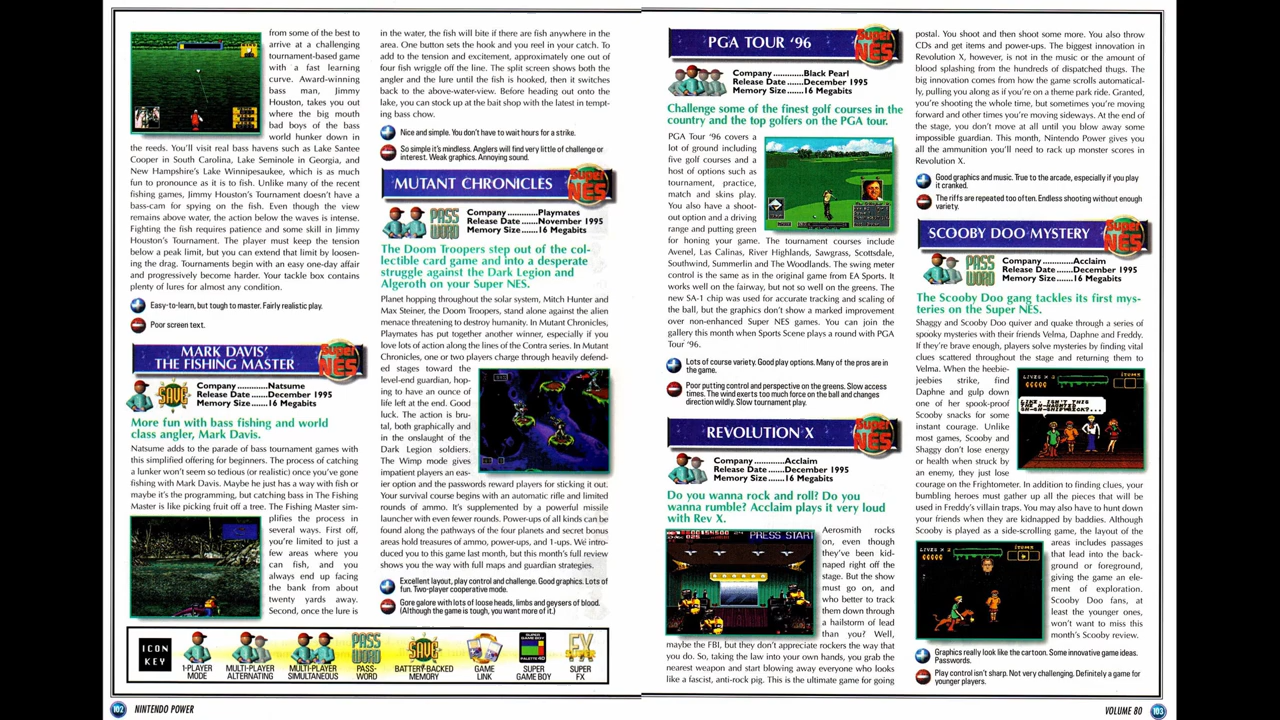 from some of the best to
arrive at a challenging
tournament-based game
with a fast learning
curve. Award-winning
bass man, Jimmy
Houston, takes you out
where the big mouth
bad boys of the bass
world hunker down in
the reeds. You'll visit real bass havens such as Lake Santee
Cooper in South Carolina, Lake Seminole in Georgia, and
New Hampshire's Lake Winnipesaukee, which is as much
fun to pronounce as it is to fish. Unlike many of the recent
fishing games, Jimmy Houston's Tournament doesn't have a
bass-cam for spying on the fish. Even though the view
remains above water, the action below the waves is intense.
Fighting the fish requires patience and some skill in Jimmy
Houston's Tournament. The player must keep the tension
below a peak limit, but you can extend that limit by loosen-
ing the drag. Tournaments begin with an easy one-day affair
and progressively become harder. Your tackle box contains
plenty of lures for almost any condition.
Easy-to-learn, but tough to master. Fairly realistic play.
Poor screen text.
MARK DAVIS'
THE FISHING MASTER
Super NES
SAVE
Company ............Natsume
Release Date ......December 1995
Memory Size .......16 Megabits
More fun with bass fishing and world
class angler, Mark Davis.
Natsume adds to the parade of bass tournament games with
this simplified offering for beginners. The process of catching
a lunker won't seem so tedious (or realistic) once you've gone
fishing with Mark Davis. Maybe he just has a way with fish or
maybe it's the programming, but catching bass in The Fishing
Master is like picking fruit off a tree. The Fishing Master sim-
plifies the process in
several ways. First off,
you're limited to just a
few areas where you
can fish, and you
always end up facing
the bank from about
twenty yards away.
Second, once the lure is
in the water, the fish will bite if there are fish anywhere in the
area. One button sets the hook and you reel in your catch. To
add to the tension and excitement, approximately one out of
four fish wriggle off the line. The split screen shows both the
angler and the lure until the fish is hooked, then it switches
back to the above-water-view. Before heading out onto the
lake, you can stock up at the bait shop with the latest in tempt-
ing bass chow.
Nice and simple. You don't have to wait hours for a strike.
So simple it's mindless. Anglers will find very little of challenge or
interest. Weak graphics. Annoying sound.
MUTANT CHRONICLES
Super NES
PASS WORD
Company ............Playmates
Release Date ......November 1995
Memory Size .......16 Megabits
The Doom Troopers step out of the col-
lectible card game and into a desperate
struggle against the Dark Legion and
Algeroth on your Super NES.
Planet hopping throughout the solar system, Mitch Hunter and
Max Steiner, the Doom Troopers, stand alone against the alien
menace threatening to destroy humanity. In Mutant Chronicles,
Playmates has put together another winner, especially if you
love lots of action along the lines of the Contra series. In Mutant
Chronicles, one or two players charge through heavily defend-
ed stages toward the
level-end guardian, hop-
ing to have an ounce of
life left at the end. Good
luck. The action is bru-
tal, both graphically and
in the onslaught of the
Dark Legion soldiers.
The Wimp mode gives
impatient players an eas-
ier option and the passwords reward players for sticking it out.
Your survival course begins with an automatic rifle and limited
rounds of ammo. It's supplemented by a powerful missile
launcher with even fewer rounds. Power-ups of all kinds can be
found along the pathways of the four planets and secret bonus
areas hold treasures of ammo, power-ups, and 1-ups. We intro-
duced you to this game last month, but this month's full review
shows you the way with full maps and guardian strategies.
Excellent layout, play control and challenge. Good graphics. Lots of
fun. Two-player cooperative mode.
Gore galore with lots of loose heads, limbs and geysers of blood.
(Although the game is tough, you want more of it.)
ICON
KEY
1-PLAYER
MODE
MULTI-PLAYER
ALTERNATING
MULTI-PLAYER
SIMULTANEOUS
PASS WORD
PASS-
WORD
SAVE
BATTERY-BACKED
MEMORY
GAME
LINK
SUPER
GAME BOY
SUPER
GAME BOY
FX
SUPER
FX
102 NINTENDO POWER
PGA TOUR '96
Super NES
Company ............Black Pearl
Release Date ......December 1995
Memory Size .......16 Megabits
Challenge some of the finest golf courses in the
country and the top golfers on the PGA tour.
PGA Tour '96 covers a
lot of ground including
five golf courses and a
host of options such as
tournament, practice,
match and skins play.
You also have a shoot-
out option and a driving
range and putting green
for honing your game. The tournament courses include
Avenel, Las Calinas, River Highlands, Sawgrass, Scottsdale,
Southwind, Summerlin and The Woodlands. The swing meter
control is the same as in the original game from EA Sports. It
works well on the fairway, but not so well on the greens. The
new SA-1 chip was used for accurate tracking and scaling of
the ball, but the graphics don't show a marked improvement
over non-enhanced Super NES games. You can join the
gallery this month when Sports Scene plays a round with PGA
Tour '96.
Lots of course variety. Good play options. Many of the pros are in
the game.
Poor putting control and perspective on the greens. Slow access
times. The wind exerts too much force on the ball and changes
direction wildly. Slow tournament play.
REVOLUTION X
Super NES
Company ............Acclaim
Release Date ......December 1995
Memory Size .......16 Megabits
Do you wanna rock and roll? Do you
wanna rumble? Acclaim plays it very loud
with Rev X.
PRESS START
Aerosmith rocks
on, even though
they've been kid-
naped right off the
stage. But the show
must go on, and
who better to track
them down through
a hailstorm of lead
than you? Well,
maybe the FBI, but they don't appreciate rockers the way that
you do. So, taking the law into your own hands, you grab the
nearest weapon and start blowing away everyone who looks
like a fascist, anti-rock pig. This is the ultimate game for going
postal. You shoot and then shoot some more. You also throw
CDs and get items and power-ups. The biggest innovation in
Revolution X, however, is not in the music or the amount of
blood splashing from the hundreds of dispatched thugs. The
big innovation comes from how the game scrolls automatical-
ly, pulling you along as if you're on a theme park ride. Granted,
you're shooting the whole time, but sometimes you're moving
forward and other times you're moving sideways. At the end of
the stage, you don't move at all until you blow away some
impossible guardian. This month, Nintendo Power gives you
all the ammunition you'll need to rack up monster scores in
Revolution X.
Good graphics and music. True to the arcade, especially if you play
it cranked.
The riffs are repeated too often. Endless shooting without enough
variety.
SCOOBY DOO MYSTERY
Super NES
PASS WORD
Company ............Acclaim
Release Date ......December 1995
Memory Size .......16 Megabits
The Scooby Doo gang tackles its first mys-
teries on the Super NES.
Shaggy and Scooby Doo quiver and quake through a series of
spooky mysteries with their friends Velma, Daphne and Freddy.
If they're brave enough, players solve mysteries by finding vital
clues scattered throughout the stage and returning them to
Velma. When the heebie-
jeebies strike, find
Daphne and gulp down
one of her spook-proof
Scooby snacks for some
instant courage. Unlike
most games, Scooby and
Shaggy don't lose energy
or health when struck by
an enemy, they just lose
LIVES
ITEMS
LIKE, ISN'T THIS
courage on the Frightometer. In addition to finding clues, your
bumbling heroes must gather up all the pieces that will be
used in Freddy's villain traps. You may also have to hunt down
your friends when they are kidnapped by baddies. Although
Scooby is played as a side-scrolling game, the layout of the
areas includes passages
that lead into the back-
ground or foreground,
giving the game an ele-
ment of exploration.
Scooby Doo fans, at
least the younger ones,
won't want to miss this
month's Scooby review.
LIVES
ITEMS
Graphics really look like the cartoon. Some innovative game ideas.
Passwords.
Play control isn't sharp. Not very challenging. Definitely a game for
younger players.
VOLUME 80 103